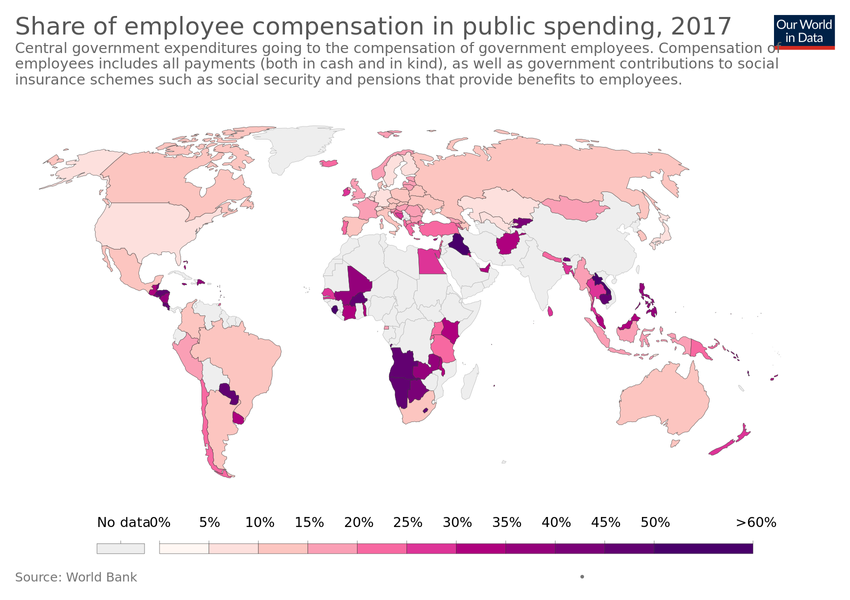 Share of employee compensation in public spending, 2017
Our World
in Data
Central government expenditures going to the compensation of government employees. Compensation of
employees includes all payments (both in cash and in kind), as well as government contributions to social
insurance schemes such as social security and pensions that provide benefits to employees.
No data 0% 5% 10% 15% 20% 25% 30% 35% 40% 45% 50% >60%
Source: World Bank
•